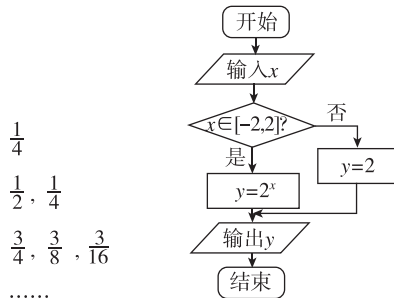 1/4
1/2 , 1/4
3/4 , 3/8 , 3/16
……
开始
输入x
x∈[−2,2]?
否
是
y=2
y=2ˣ
输出y
结束